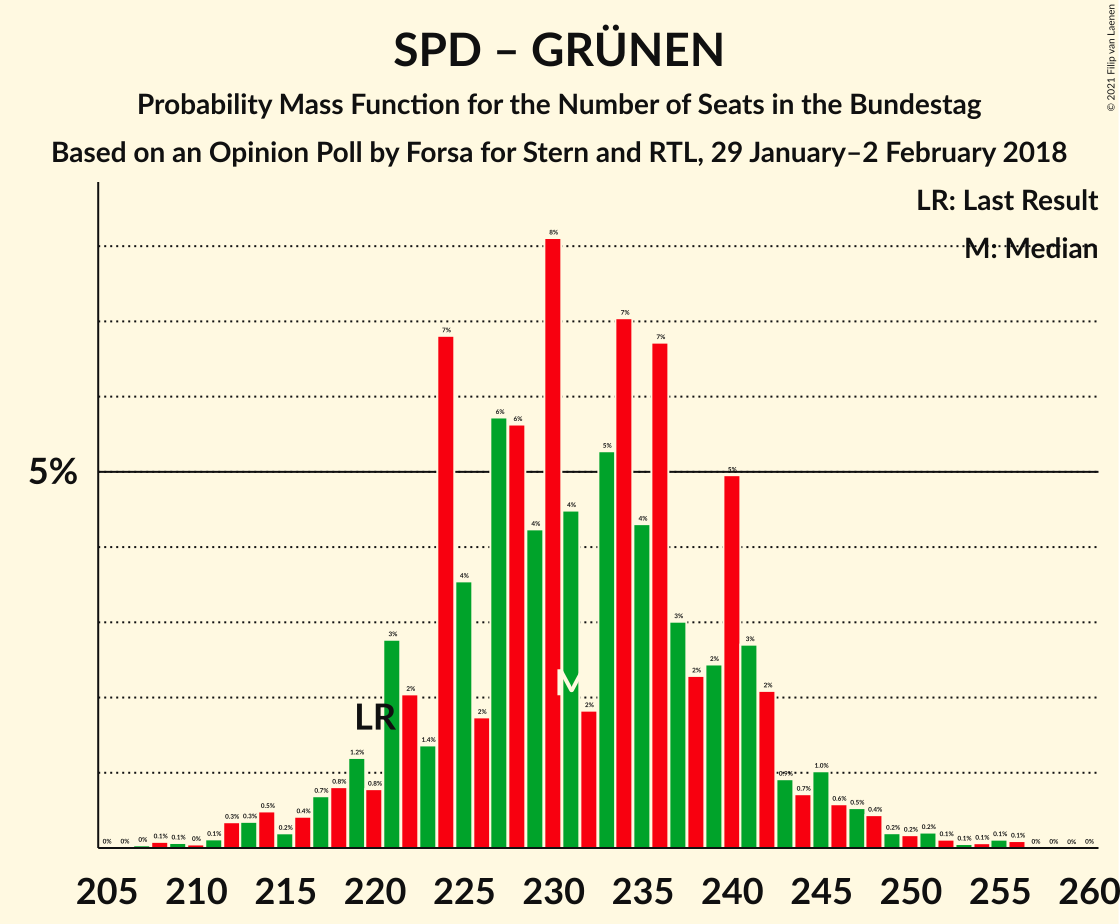 SPD – GRÜNEN
Probability Mass Function for the Number of Seats in the Bundestag
Based on an Opinion Poll by Forsa for Stern and RTL, 29 January–2 February 2018
© 2021 Filip van Laenen
LR: Last Result
M: Median
5%
0% 0% 0% 0.1% 0.1% 0% 0.1% 0.3% 0.3% 0.5% 0.2% 0.4% 0.7% 0.8% 1.2% 0.8% 3% 2% 1.4% 7% 4% 2% 6% 6% 4% 8% 4% 2% 5% 7% 4% 7% 3% 2% 2% 5% 3% 2% 0.9% 0.7% 1.0% 0.6% 0.5% 0.4% 0.2% 0.2% 0.2% 0.1% 0.1% 0.1% 0.1% 0.1% 0% 0% 0% 0%
LR
M
205 210 215 220 225 230 235 240 245 250 255 260